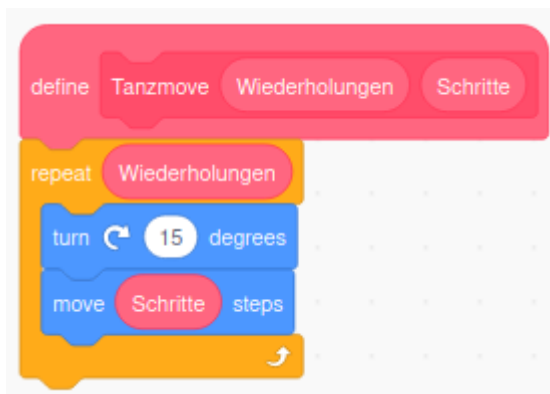 define Tanzmove Wiederholungen Schritte
repeat Wiederholungen
turn 15 degrees
move Schritte steps